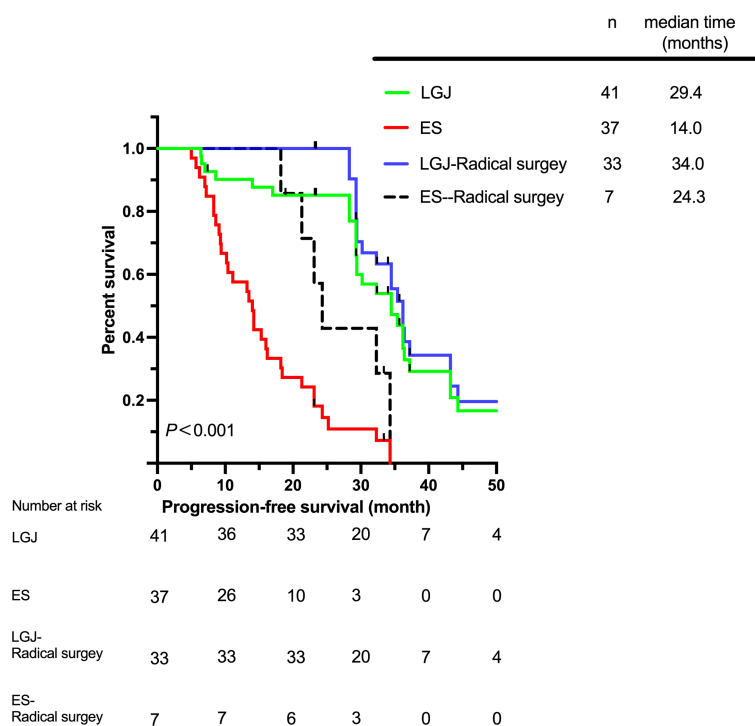 n median time
(months)
LGJ 41 29.4
ES 37 14.0
LGJ-Radical surgey 33 34.0
ES--Radical surgey 7 24.3
1.0
0.8
0.6
0.4
0.2
Percent survival
P<0.001
0 10 20 30 40 50
Number at risk
Progression-free survival (month)
LGJ 41 36 33 20 7 4
ES 37 26 10 3 0 0
LGJ-
Radical surgey 33 33 33 20 7 4
ES-
Radical surgey 7 7 6 3 0 0